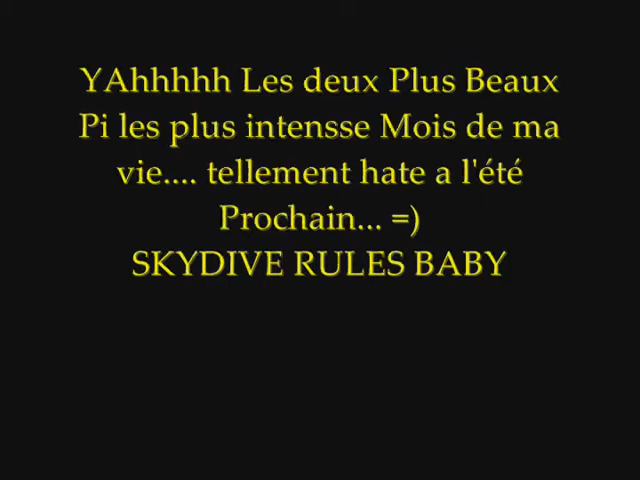 YAhhhhh Les deux Plus Beaux
Pi les plus intensse Mois de ma
vie.... tellement hate a l'été
Prochain... =)
SKYDIVE RULES BABY